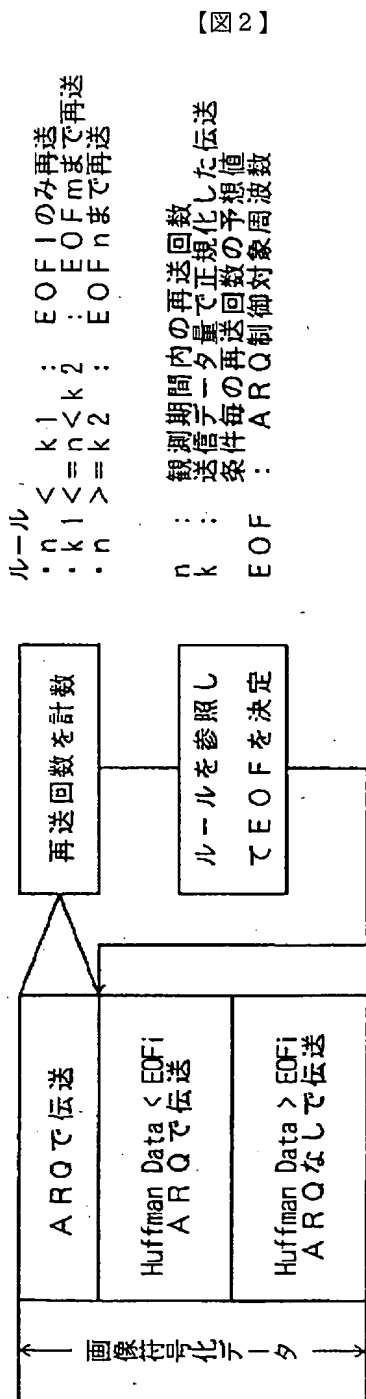 【図2】
ルール
・n < k1 : EOFlのみ再送
・k1<=n<k2 : EOFmまで再送
・n >=k2 : EOFnまで再送
n : 観測期間内の再送回数
k : 送信データ量で正規化した伝送
条件毎の再送回数の予想値
EOF : ARQ制御対象周波数
再送回数を計数
ルールを参照し
てEOFを決定
ARQで伝送
Huffman Data < EOFi
ARQで伝送
Huffman Data > EOFi
ARQなしで伝送
画像符号化データ